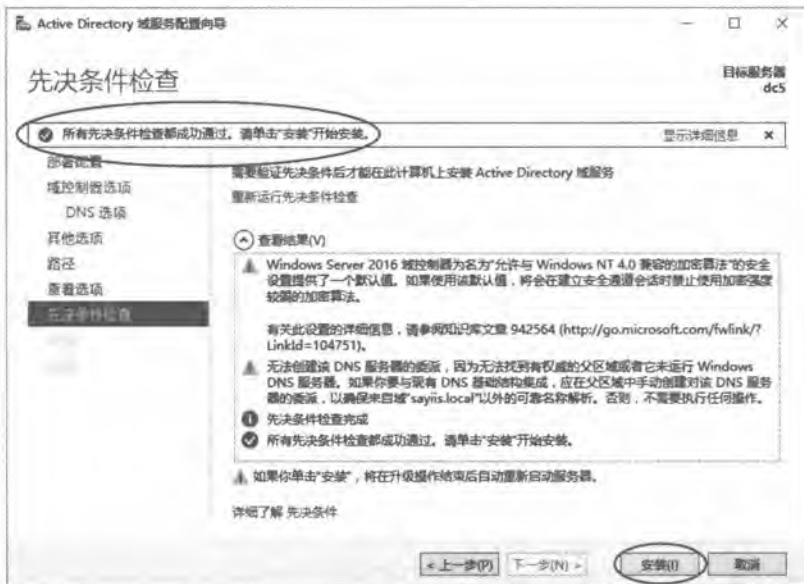 Active Directory 域服务配置向导
先决条件检查
目标服务器
dc5
所有先决条件检查都成功通过。请单击"安装"开始安装。
显示详细信息
部署配置
域控制器选项
DNS 选项
其他选项
路径
查看选项
先决条件检查
需要验证先决条件后才能在此计算机上安装 Active Directory 域服务
重新运行先决条件检查
查看结果(V)
Windows Server 2016 域控制器为名为"允许与 Windows NT 4.0 兼容的加密算法"的安全
设置提供了一个默认值。如果使用该默认值，将会在建立安全通道会话时禁止使用加密强度
较弱的加密算法。
有关此设置的详细信息，请参阅知识库文章 942564 (http://go.microsoft.com/fwlink/?
LinkId=104751)。
无法创建该 DNS 服务器的委派，因为无法找到有权威的父区域或者它未运行 Windows
DNS 服务器。如果你要与现有 DNS 基础结构集成，应在父区域中手动创建对该 DNS 服务
器的委派，以确保来自域"sayiis.local"以外的可靠名称解析。否则，不需要执行任何操作。
先决条件检查完成
所有先决条件检查都成功通过。请单击"安装"开始安装。
如果你单击"安装"，将在升级操作结束后自动重新启动服务器。
详细了解 先决条件
< 上一步(P)
下一步(N) >
安装(I)
取消